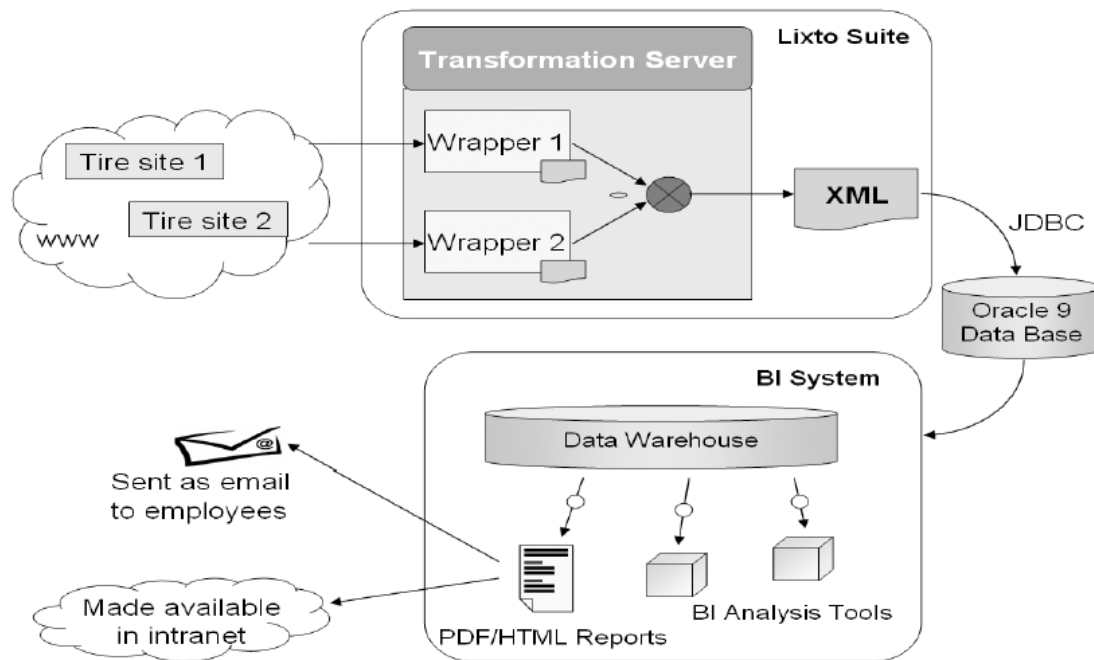 Lixto Suite
Transformation Server
Wrapper 1
Tire site 1
XML
Tire site 2
www
Wrapper 2
JDBC
Oracle 9
Data Base
BI System
Data Warehouse
@
Sent as email
to employees
Made available
in intranet
BI Analysis Tools
PDF/HTML Reports